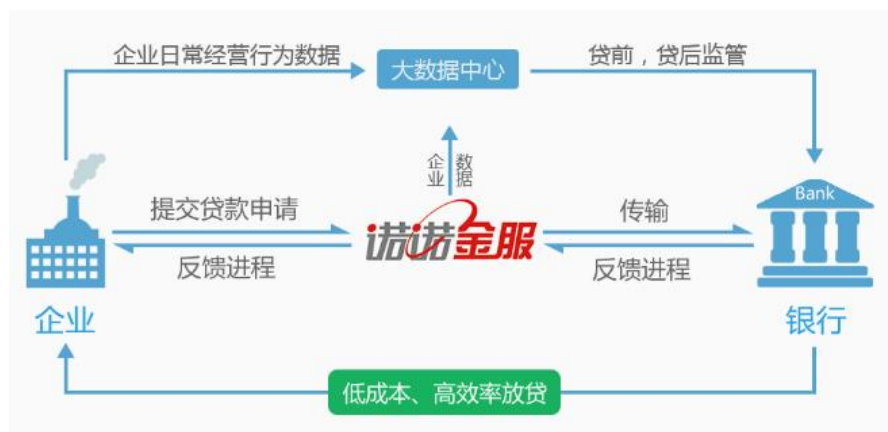 企业日常经营行为数据
大数据中心
贷前，贷后监管
企业
数据
Bank
提交贷款申请
诺诺金服
传输
反馈进程
反馈进程
企业
银行
低成本、高效率放贷